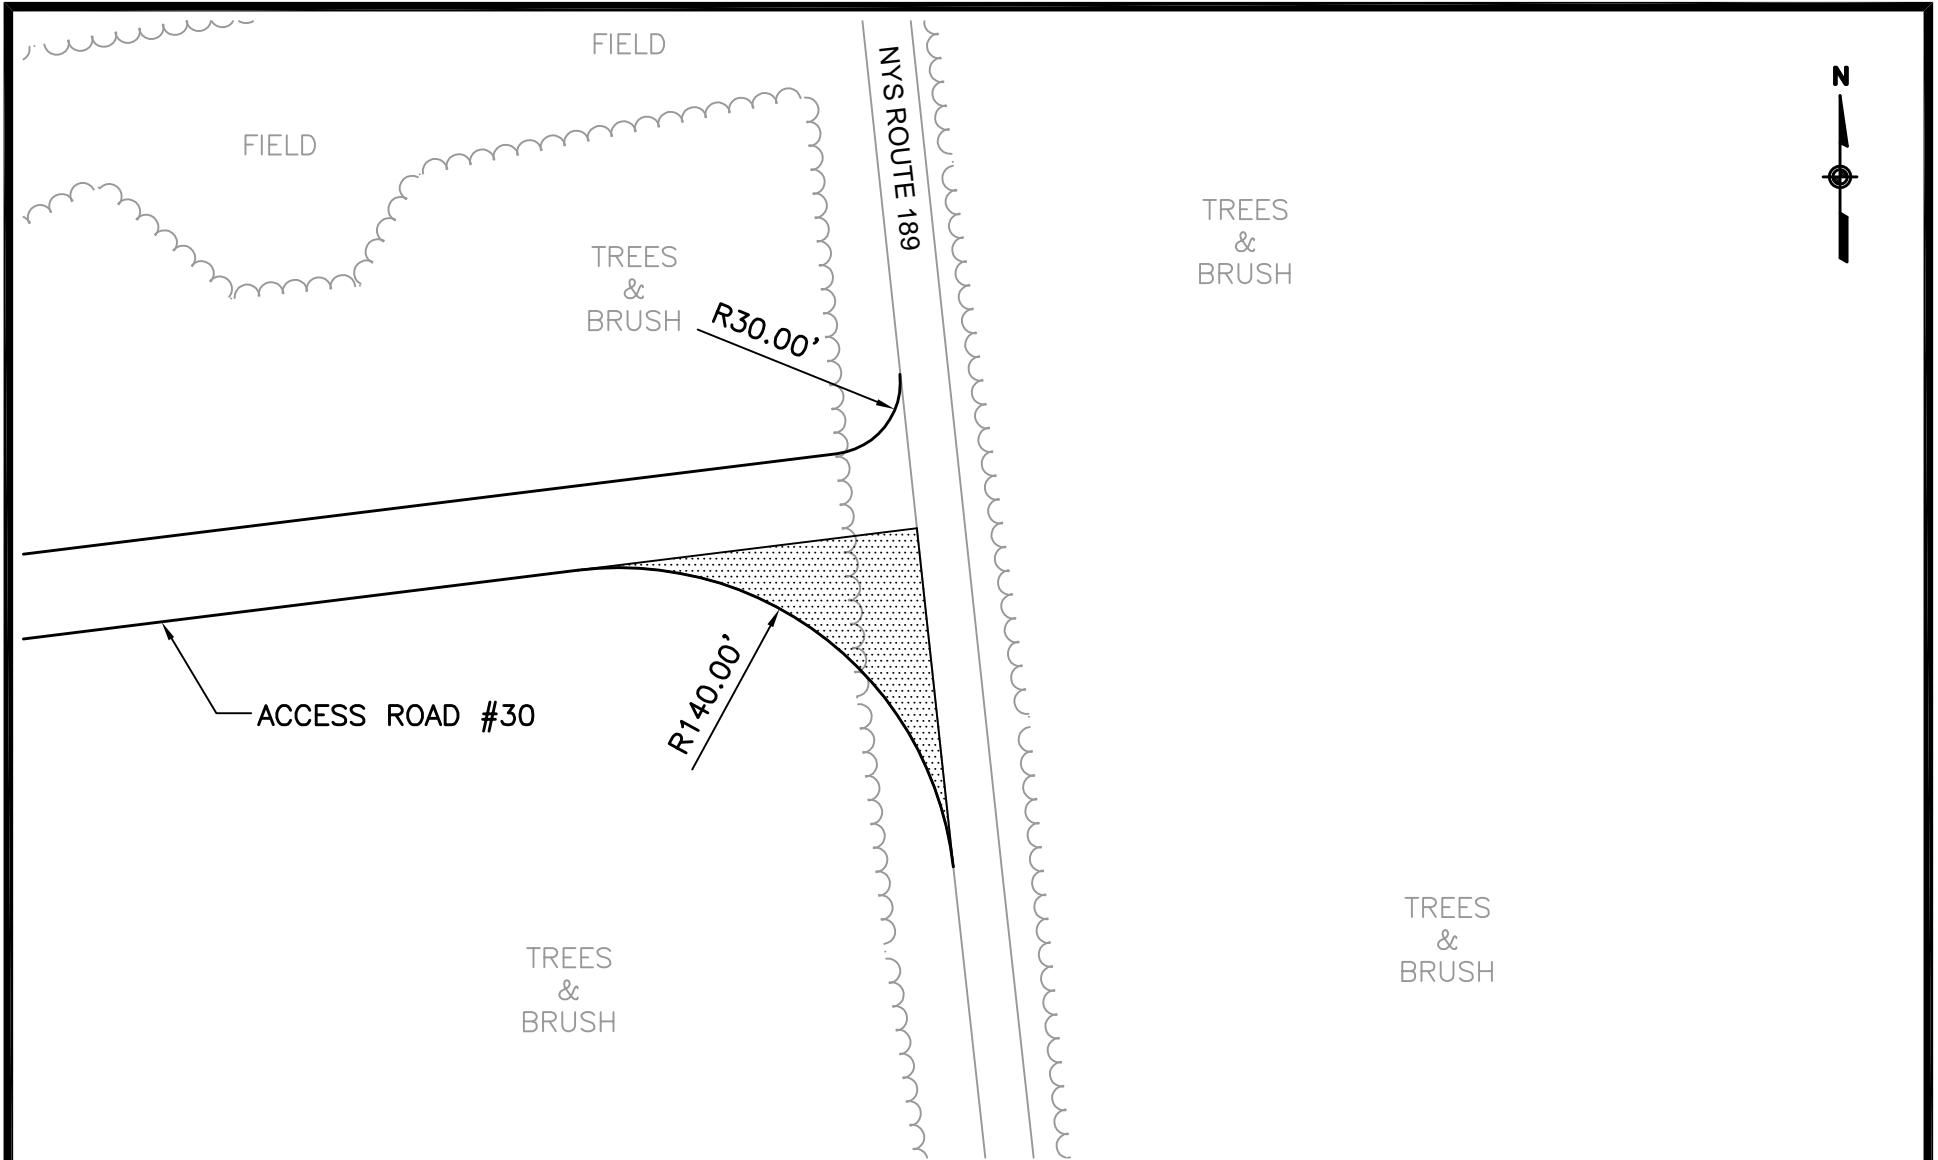 FIELD
NYS ROUTE 189
N
FIELD
TREES
&
BRUSH
TREES
&
BRUSH
R30.00'
R140.00'
ACCESS ROAD #30
TREES
&
BRUSH
TREES
&
BRUSH